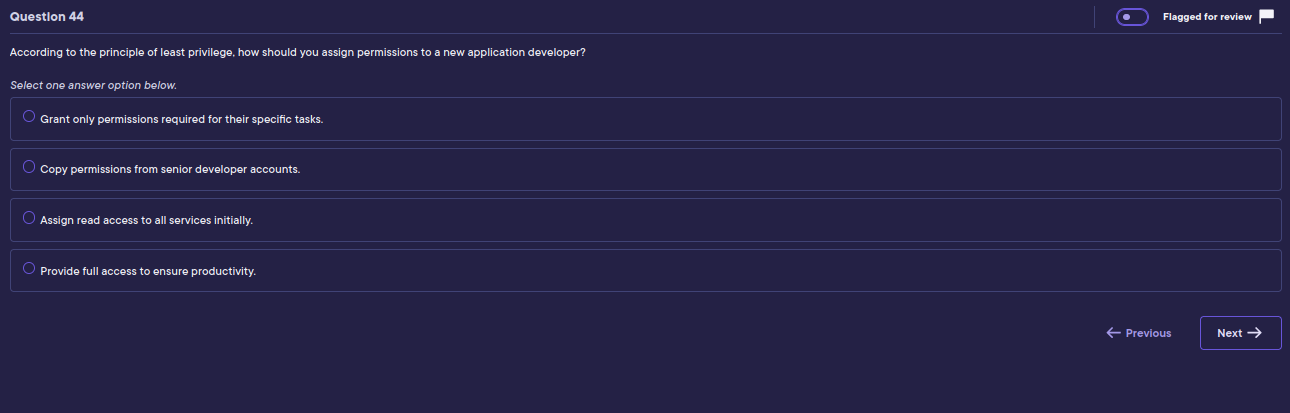 Question 44
Flagged for review
According to the principle of least privilege, how should you assign permissions to a new application developer?
Select one answer option below.
Grant only permissions required for their specific tasks.
Copy permissions from senior developer accounts.
Assign read access to all services initially.
Provide full access to ensure productivity.
Previous
Next